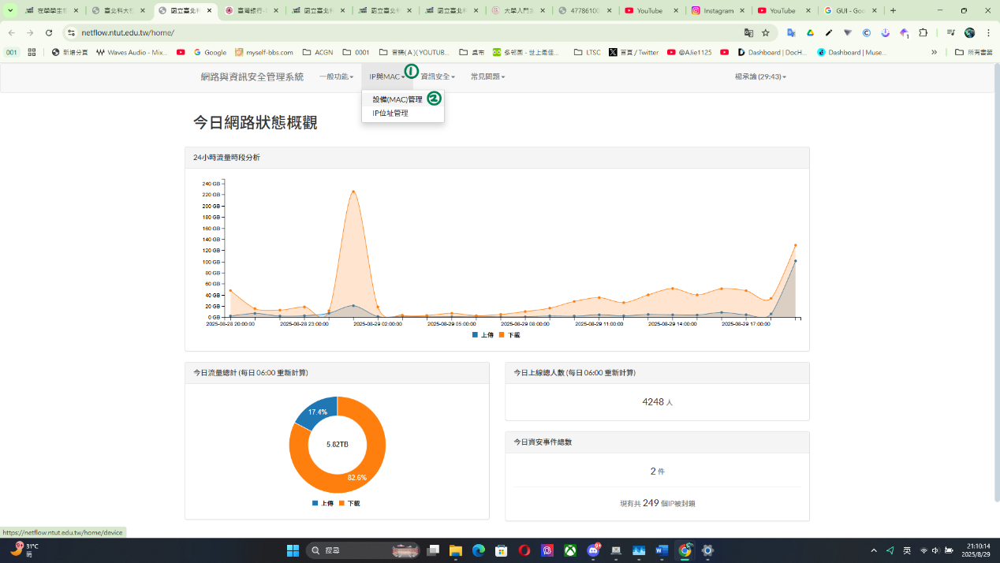 在學學生
臺北科大
國立臺北科
臺灣銀行-
國立臺北科
國立臺北科
國立臺北科
大學入門
47786100
YouTube
Instagram
YouTube
GUI - Goo
netflow.ntut.edu.tw/home/
001
新增分頁
Waves Audio - Mix...
Google
myself-bbs.com
ACGN
0001
桌布
多鄰國 - 世上最佳...
LTSC
首頁 / Twitter
@AJie1125
Dashboard | DocH...
Dashboard | Muse...
所有書籤
網路與資訊安全管理系統
一般功能
IP與MAC
①
資訊安全
常見問題
楊承諭 (29:43)
設備(MAC)管理
②
IP位址管理
今日網路狀態概觀
24小時流量時段分析
240 GB
220 GB
200 GB
180 GB
160 GB
140 GB
120 GB
100 GB
80 GB
60 GB
40 GB
20 GB
0 GB
2025-08-28 20:00:00
2025-08-28 23:00:00
2025-08-29 02:00:00
2025-08-29 05:00:00
2025-08-29 08:00:00
2025-08-29 11:00:00
2025-08-29 14:00:00
2025-08-29 17:00:00
上傳 下載
今日流量總計 (每日 06:00 重新計算)
17.4%
5.82TB
82.6%
上傳 下載
今日上線總人數 (每日 06:00 重新計算)
4248 人
今日資安事件總數
2 件
現有共 249 個IP被封鎖
https://netflow.ntut.edu.tw/home/device
31°C
搜尋
英
21:10:14
2025/8/29